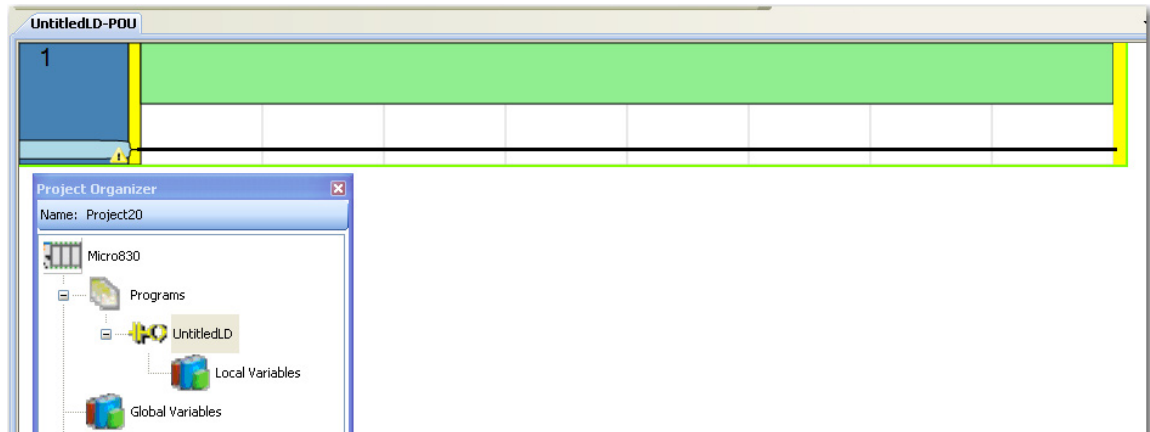 UntitledLD-POU
1
Project Organizer
Name: Project20
Micro830
Programs
UntitledLD
Local Variables
Global Variables